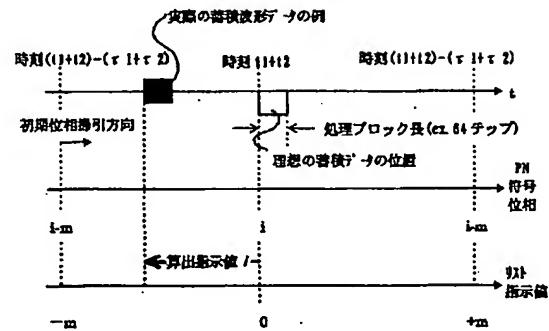 実際の蓄積波形ﾃﾞｰﾀの例
時刻(t1+t2)-(τ1+τ2)
時刻 t1+t2
時刻(t1+t2)-(τ1+τ2)
t
初期位相掃引方向
処理ブロック長(ex.64チップ)
理想の蓄積ﾃﾞｰﾀの位置
PN
符号
位相
i-m
i
i-m
算出指示値 l
ﾘｽﾄ
指示値
-m
0
+m